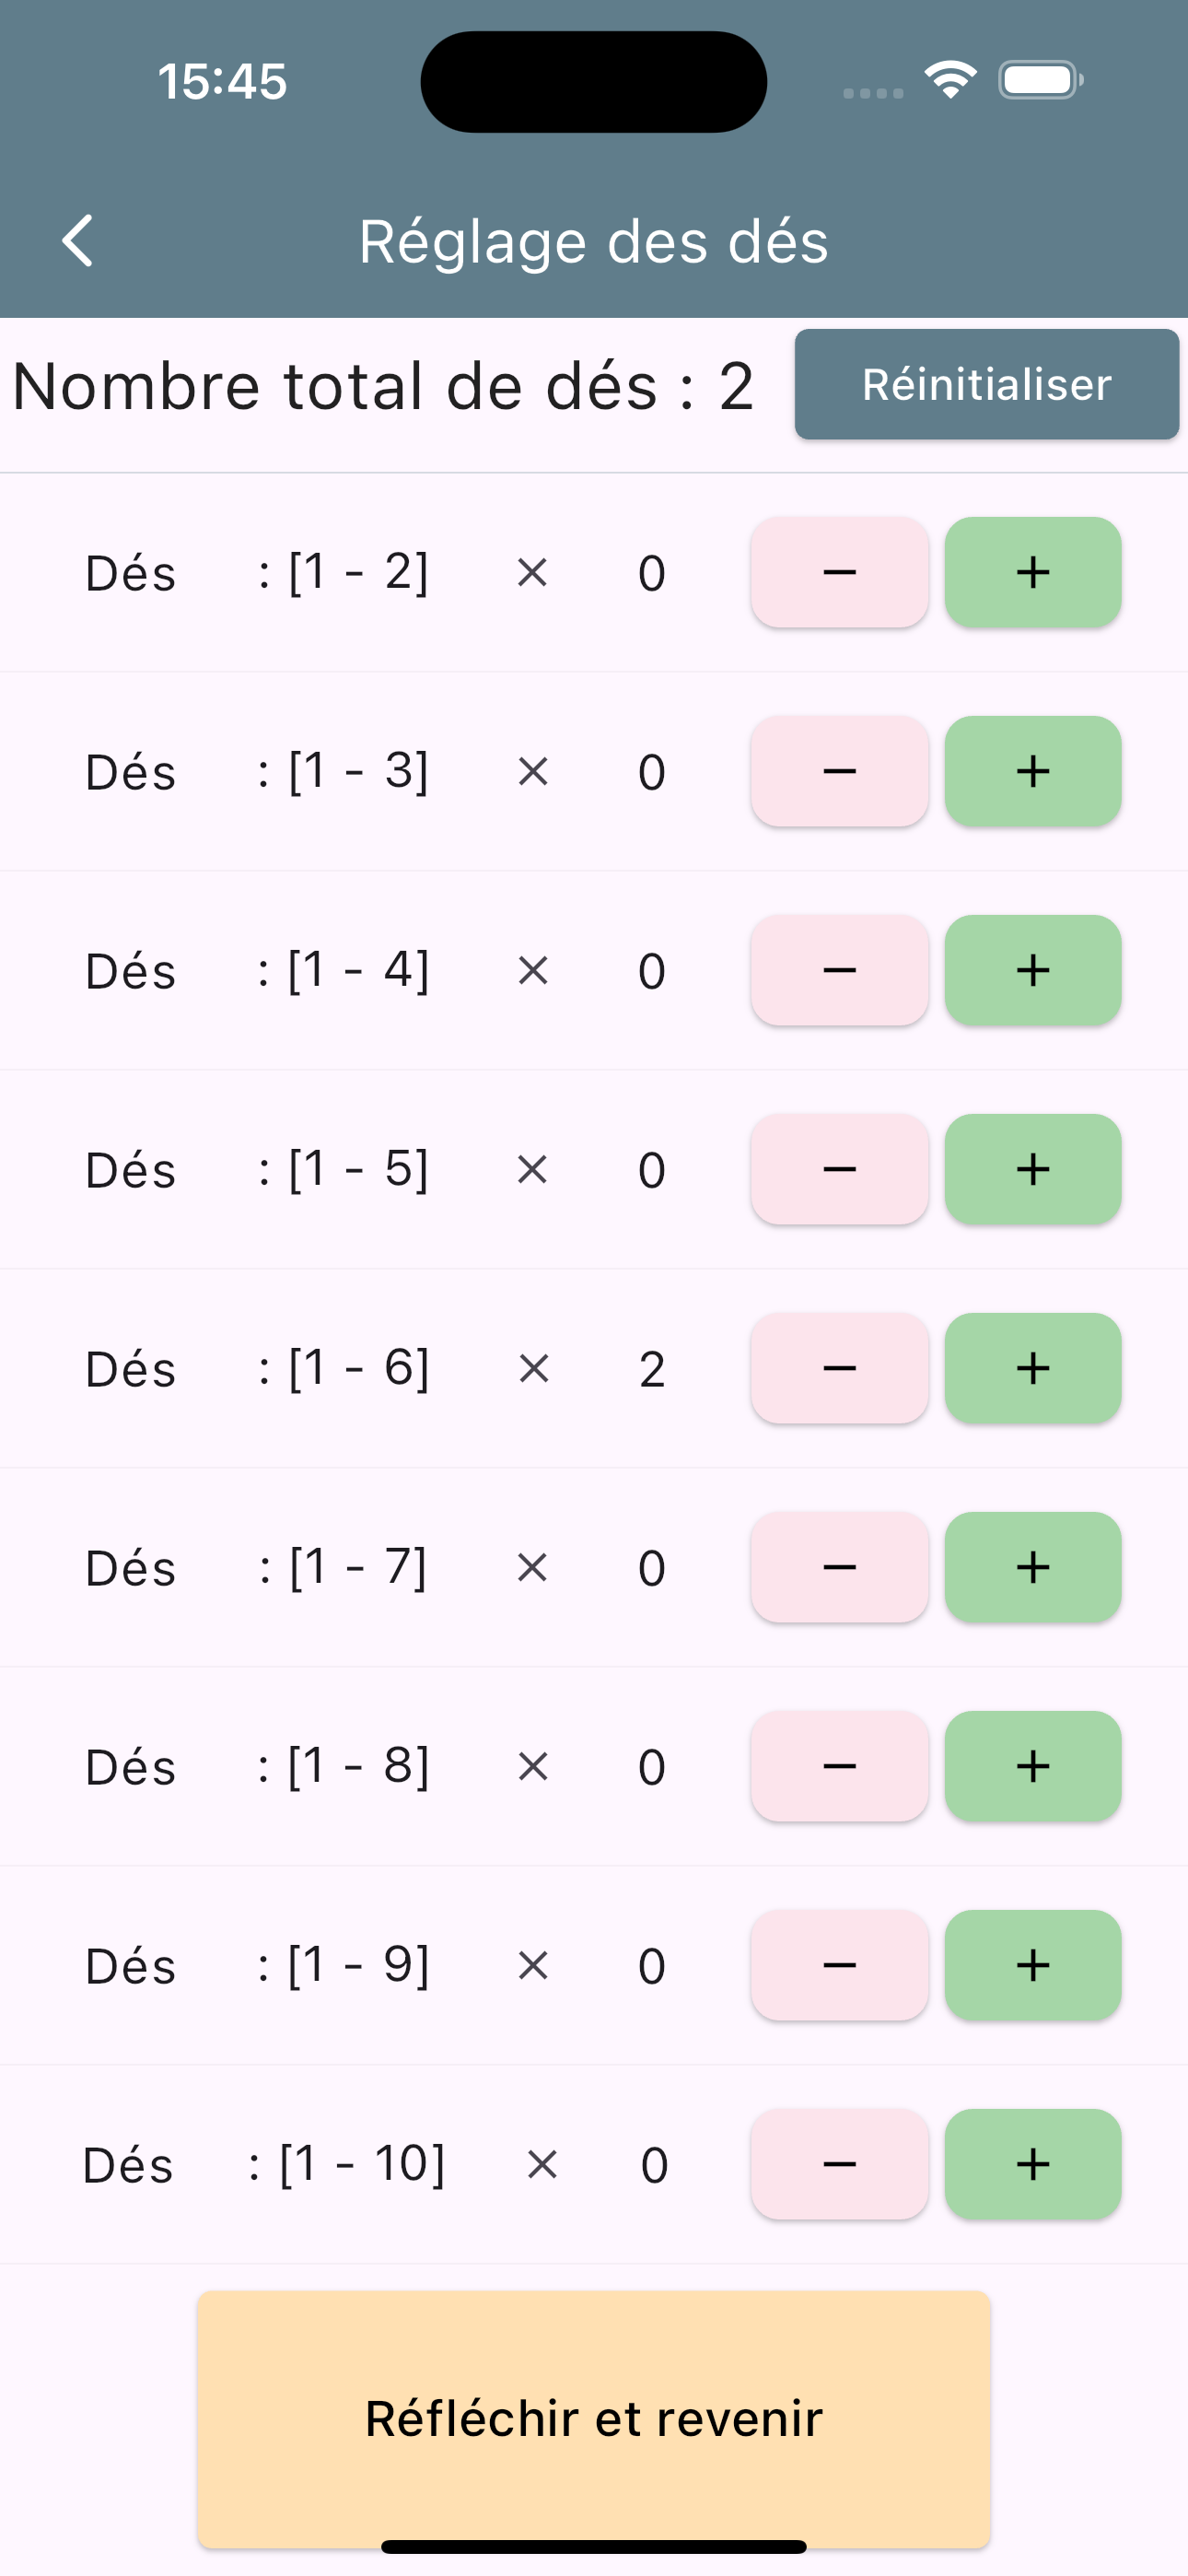 15:45
Réglage des dés
Nombre total de dés : 2 Réinitialiser
Dés : [1 - 2] × 0 − +
Dés : [1 - 3] × 0 − +
Dés : [1 - 4] × 0 − +
Dés : [1 - 5] × 0 − +
Dés : [1 - 6] × 2 − +
Dés : [1 - 7] × 0 − +
Dés : [1 - 8] × 0 − +
Dés : [1 - 9] × 0 − +
Dés : [1 - 10] × 0 − +
Réfléchir et revenir